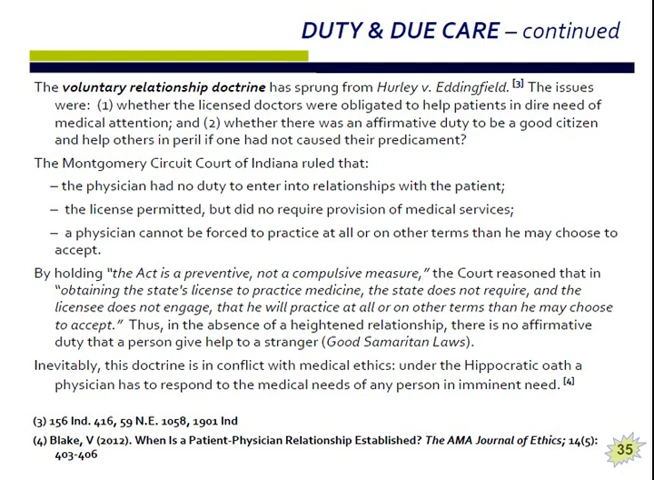 DUTY & DUE CARE – continued
The voluntary relationship doctrine has sprung from Hurley v. Eddingfield. [3] The issues
were: (1) whether the licensed doctors were obligated to help patients in dire need of
medical attention; and (2) whether there was an affirmative duty to be a good citizen
and help others in peril if one had not caused their predicament?
The Montgomery Circuit Court of Indiana ruled that:
– the physician had no duty to enter into relationships with the patient;
– the license permitted, but did no require provision of medical services;
– a physician cannot be forced to practice at all or on other terms than he may choose to
accept.
By holding "the Act is a preventive, not a compulsive measure," the Court reasoned that in
"obtaining the state's license to practice medicine, the state does not require, and the
licensee does not engage, that he will practice at all or on other terms than he may choose
to accept." Thus, in the absence of a heightened relationship, there is no affirmative
duty that a person give help to a stranger (Good Samaritan Laws).
Inevitably, this doctrine is in conflict with medical ethics: under the Hippocratic oath a
physician has to respond to the medical needs of any person in imminent need. [4]
(3) 156 Ind. 416, 59 N.E. 1058, 1901 Ind
(4) Blake, V (2012). When Is a Patient-Physician Relationship Established? The AMA Journal of Ethics; 14(5):
403-406
35